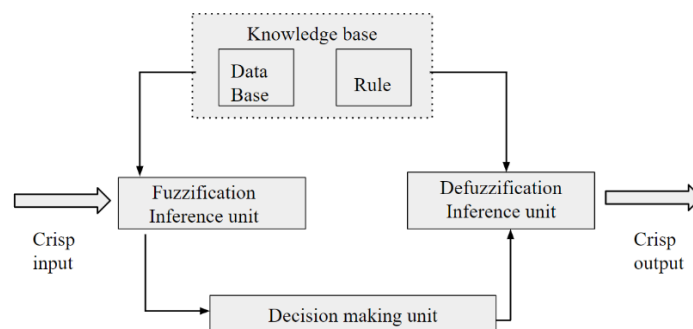 Knowledge base
Data
Base
Rule
Fuzzification
Inference unit
Defuzzification
Inference unit
Crisp
input
Crisp
output
Decision making unit